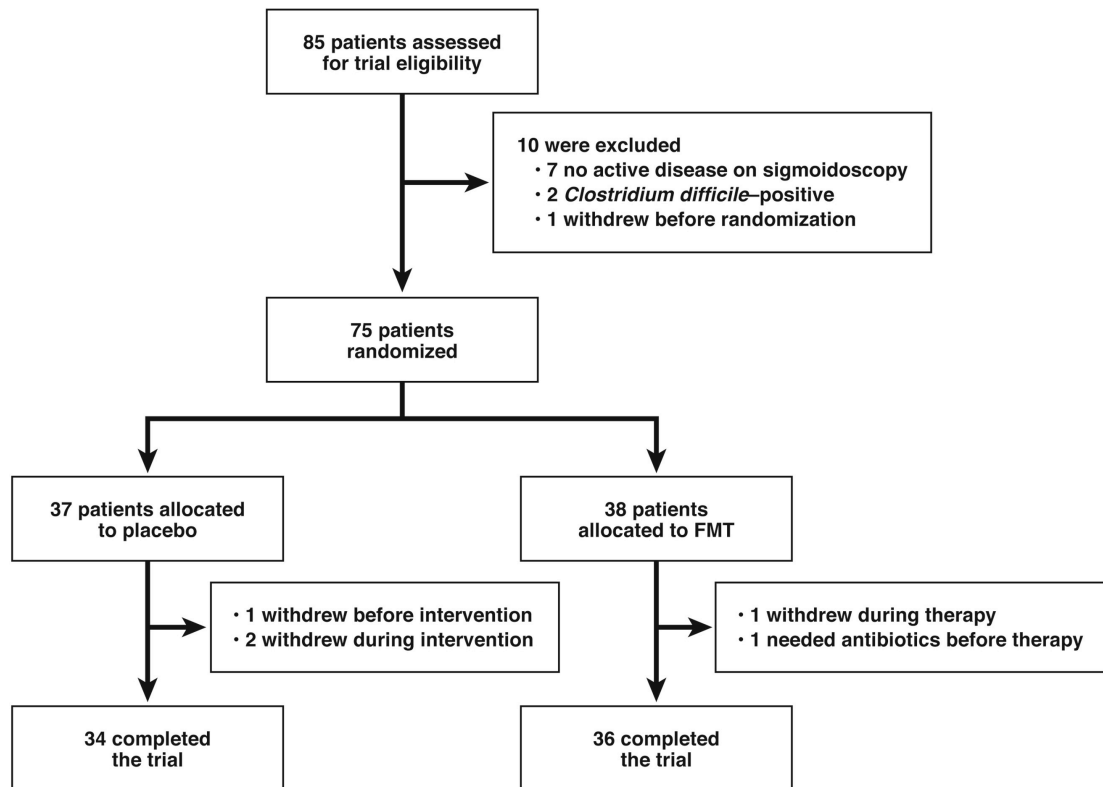 85 patients assessed
for trial eligibility
10 were excluded
· 7 no active disease on sigmoidoscopy
· 2 Clostridium difficile–positive
· 1 withdrew before randomization
75 patients
randomized
37 patients allocated
to placebo
38 patients
allocated to FMT
· 1 withdrew before intervention
· 2 withdrew during intervention
· 1 withdrew during therapy
· 1 needed antibiotics before therapy
34 completed
the trial
36 completed
the trial